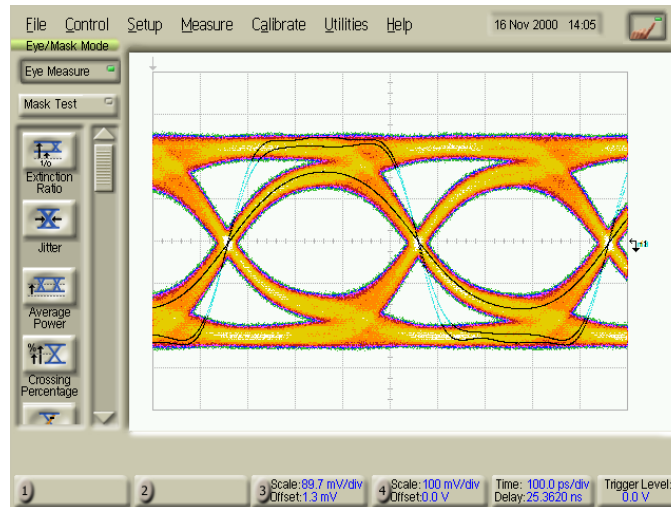 File Control Setup Measure Calibrate Utilities Help 16 Nov 2000 14:05
Eye/Mask Mode
Eye Measure
Mask Test
1/0
Extinction
Ratio
Jitter
Average
Power
%
Crossing
Percentage
1
1
2
3 Scale:89.7 mV/div
Offset:1.3 mV
4 Scale:100 mV/div
Offset:0.0 V
Time: 100.0 ps/div
Delay:25.3620 ns
Trigger Level:
0.0 V